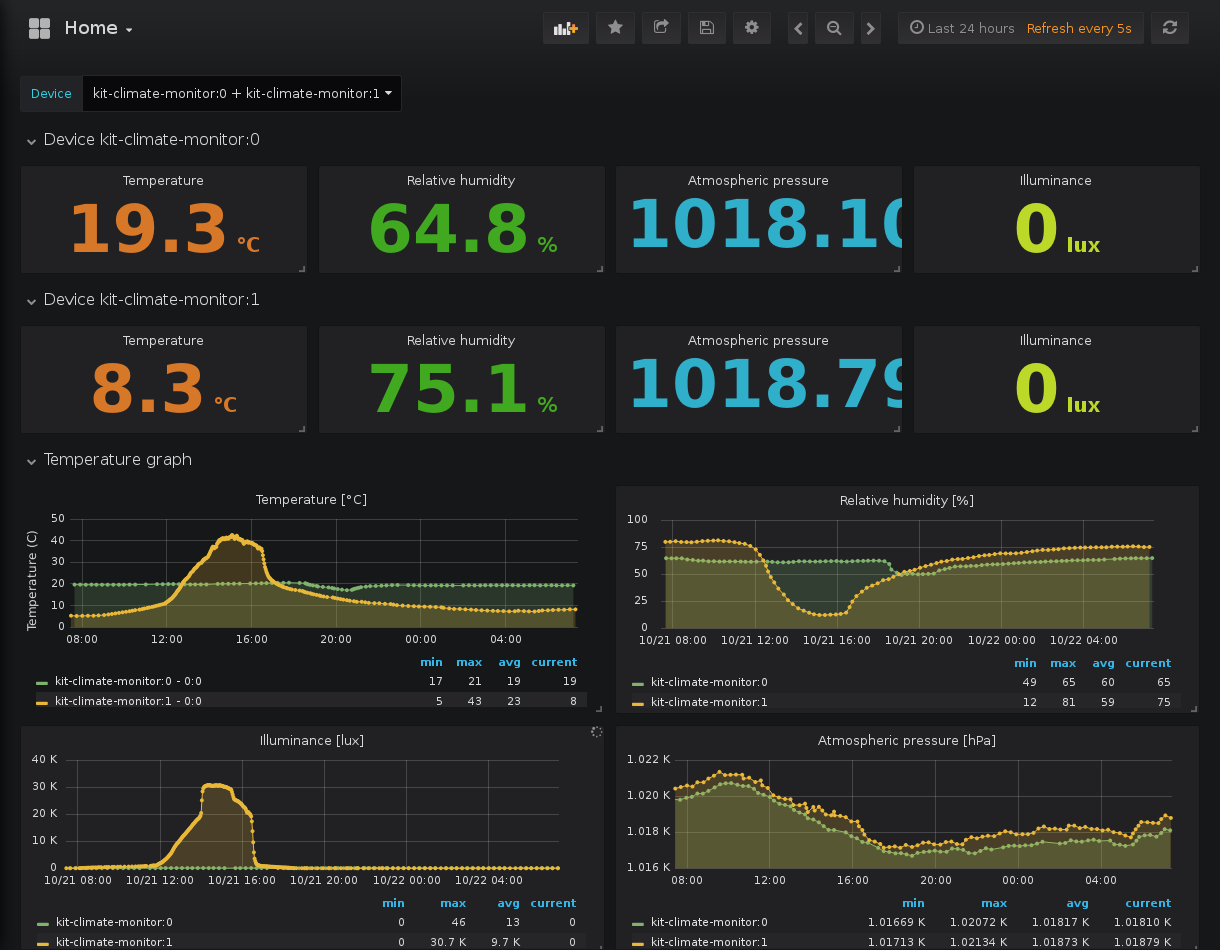 Home
Last 24 hours Refresh every 5s
Device kit-climate-monitor:0 + kit-climate-monitor:1
Device kit-climate-monitor:0
Temperature Relative humidity Atmospheric pressure Illuminance
19.3 °C 64.8 % 1018.10 0 lux
Device kit-climate-monitor:1
Temperature Relative humidity Atmospheric pressure Illuminance
8.3 °C 75.1 % 1018.79 0 lux
Temperature graph
Temperature [°C]
Temperature (C)
50
40
30
20
10
0
08:00 12:00 16:00 20:00 00:00 04:00
min max avg current
kit-climate-monitor:0 - 0:0 17 21 19 19
kit-climate-monitor:1 - 0:0 5 43 23 8
Relative humidity [%]
100
75
50
25
0
10/21 08:00 10/21 12:00 10/21 16:00 10/21 20:00 10/22 00:00 10/22 04:00
min max avg current
kit-climate-monitor:0 49 65 60 65
kit-climate-monitor:1 12 81 59 75
Illuminance [lux]
40 K
30 K
20 K
10 K
0
10/21 08:00 10/21 12:00 10/21 16:00 10/21 20:00 10/22 00:00 10/22 04:00
min max avg current
kit-climate-monitor:0 0 46 13 0
kit-climate-monitor:1 0 30.7 K 9.7 K 0
Atmospheric pressure [hPa]
1.022 K
1.020 K
1.018 K
1.016 K
08:00 12:00 16:00 20:00 00:00 04:00
min max avg current
kit-climate-monitor:0 1.01669 K 1.02072 K 1.01817 K 1.01810 K
kit-climate-monitor:1 1.01713 K 1.02134 K 1.01873 K 1.01879 K